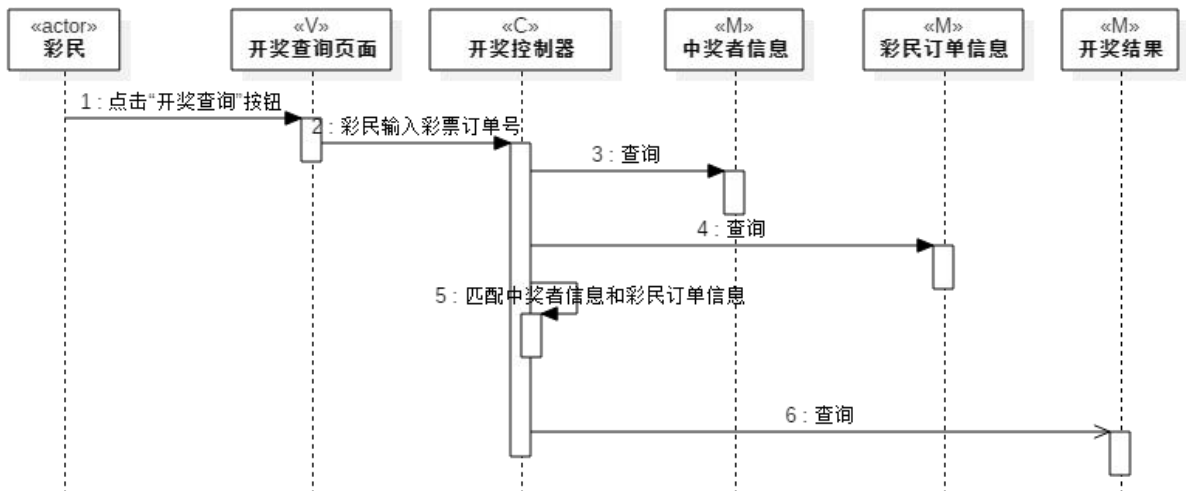 «actor»
彩民
«V»
开奖查询页面
«C»
开奖控制器
«M»
中奖者信息
«M»
彩民订单信息
«M»
开奖结果
1 : 点击“开奖查询”按钮
2 : 彩民输入彩票订单号
3 : 查询
4 : 查询
5 : 匹配中奖者信息和彩民订单信息
6 : 查询